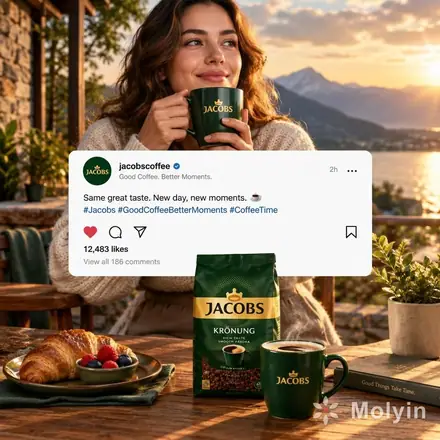 JACOBS
JACOBS
jacobscoffee
2h
Good Coffee. Better Moments.
Same great taste. New day, new moments. ☕
#Jacobs #GoodCoffeeBetterMoments #CoffeeTime
12,483 likes
View all 186 comments
JACOBS
KRÖNUNG
JACOBS
Good Things Take Time.
Molyin